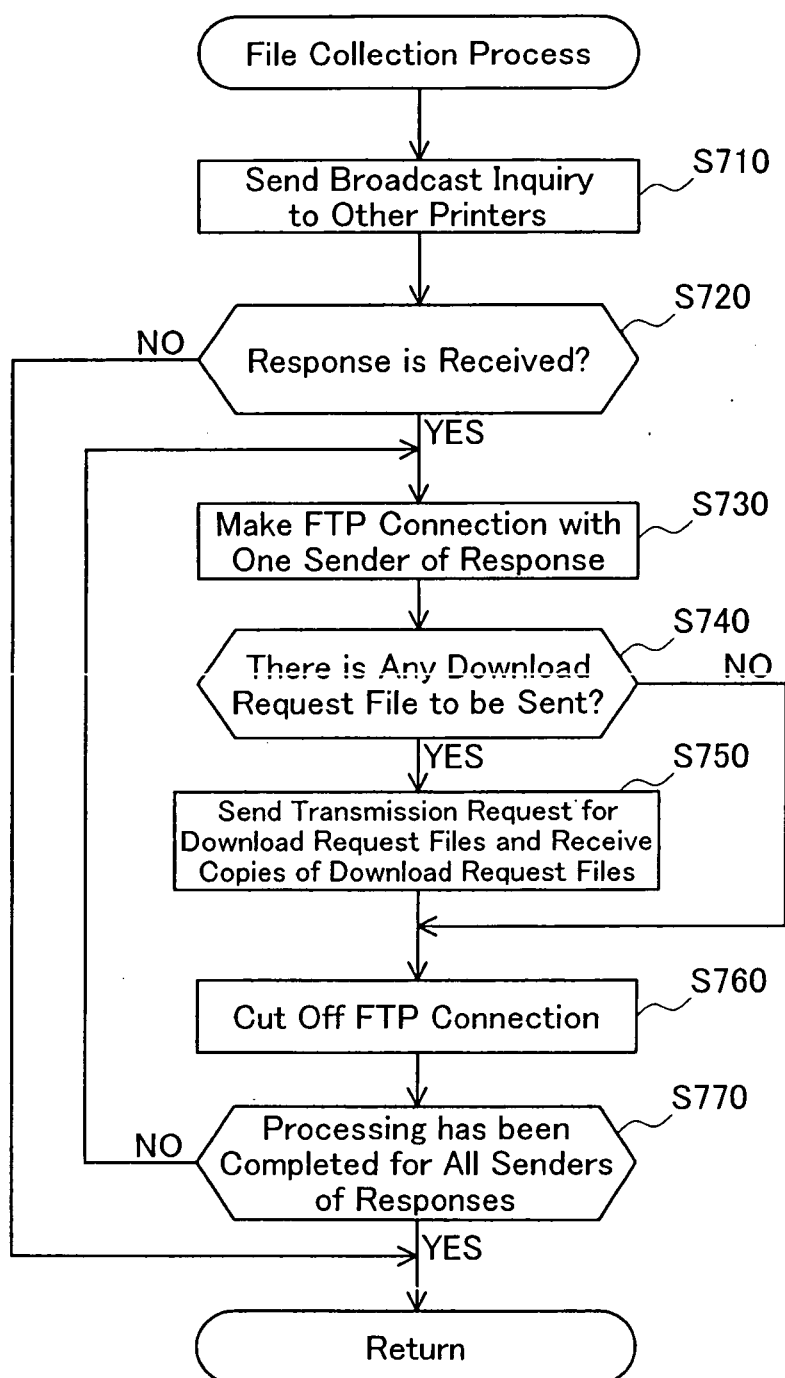 File Collection Process
S710
Send Broadcast Inquiry
to Other Printers
S720
NO
Response is Received?
YES
S730
Make FTP Connection with
One Sender of Response
S740
There is Any Download
Request File to be Sent?
NO
YES
S750
Send Transmission Request for
Download Request Files and Receive
Copies of Download Request Files
S760
Cut Off FTP Connection
S770
NO
Processing has been
Completed for All Senders
of Responses
YES
Return